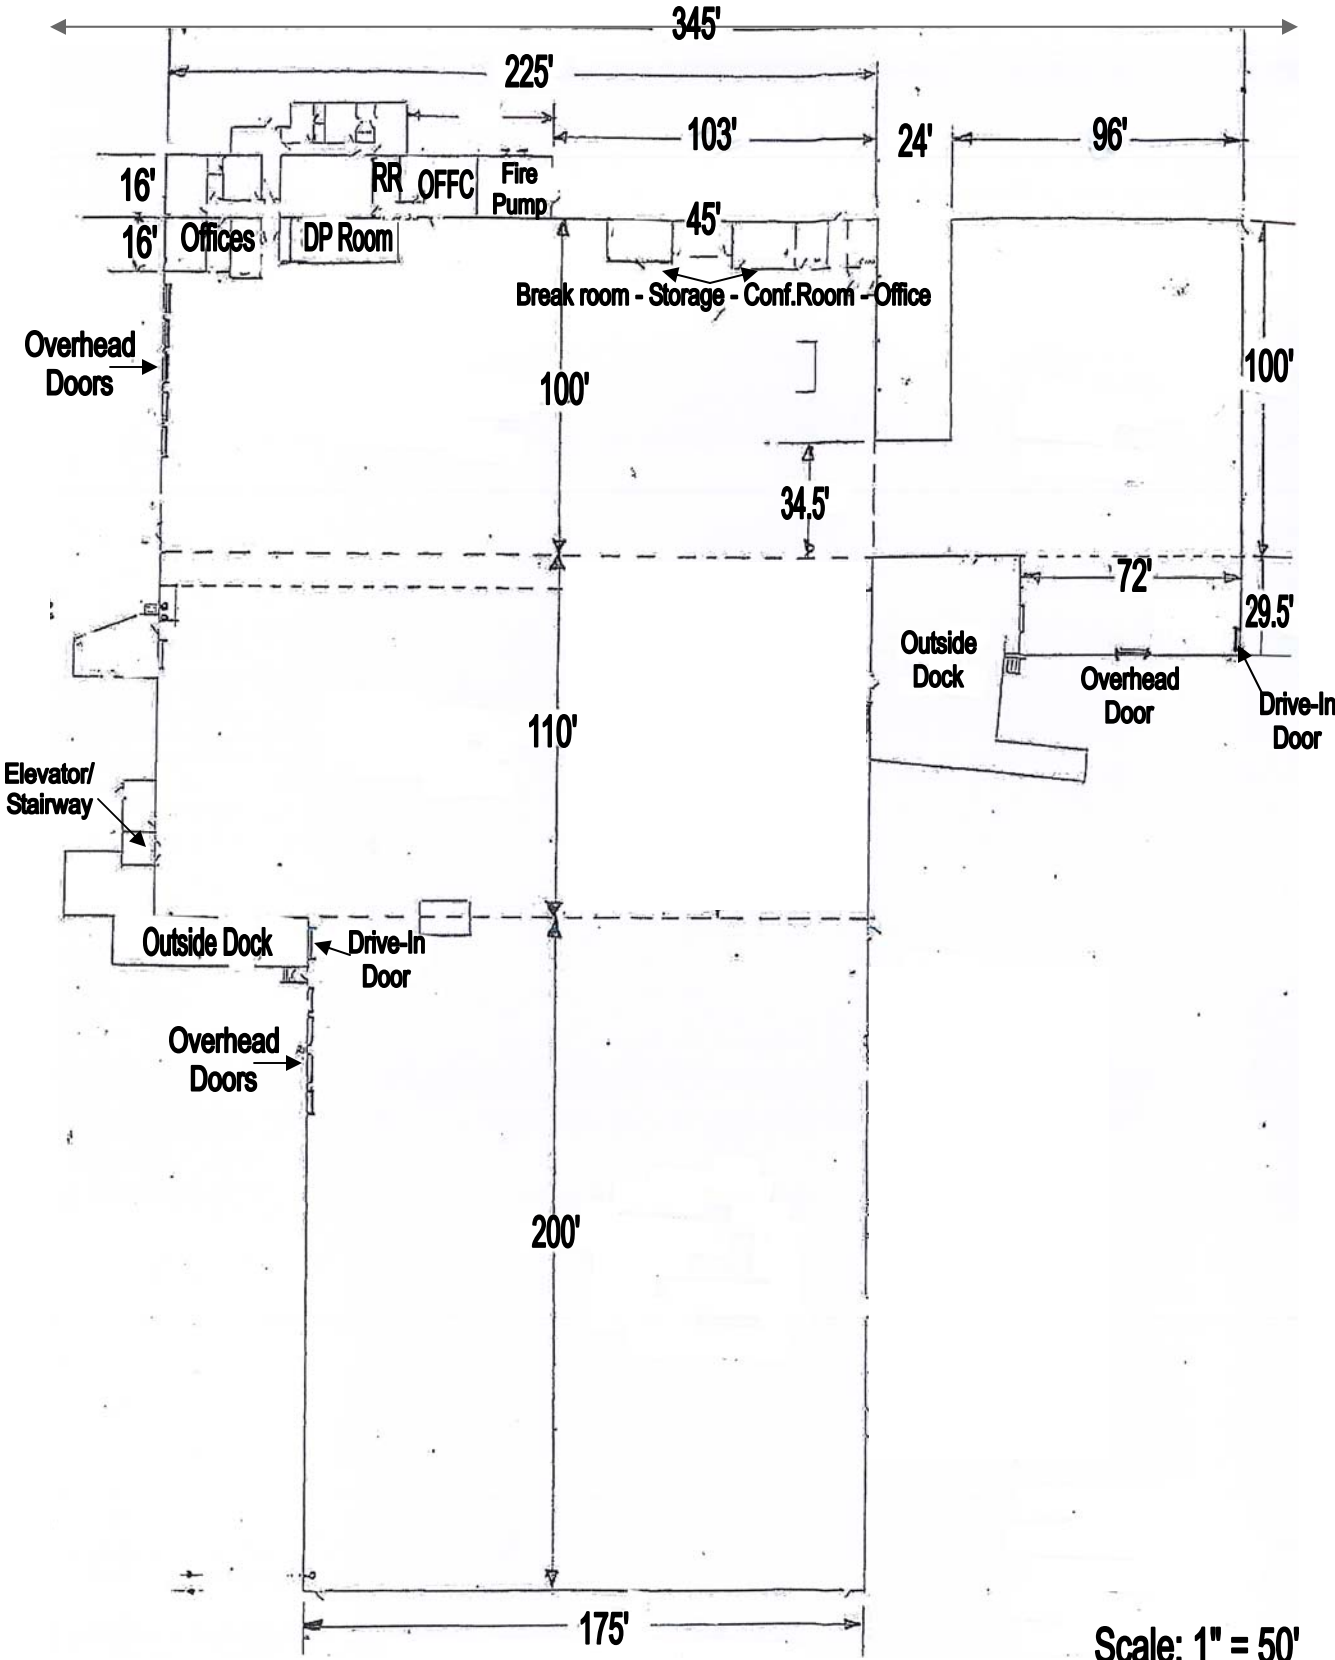 345'
225'
103'
24'
96'
16'
RR
OFFC
Fire
Pump
16'
Offices
DP Room
45'
Break room - Storage - Conf.Room - Office
Overhead
Doors
100'
100'
34.5'
72'
29.5'
Outside
Dock
Overhead
Door
Drive-In
Door
110'
Elevator/
Stairway
Outside Dock
Drive-In
Door
Overhead
Doors
200'
175'
Scale: 1" = 50'